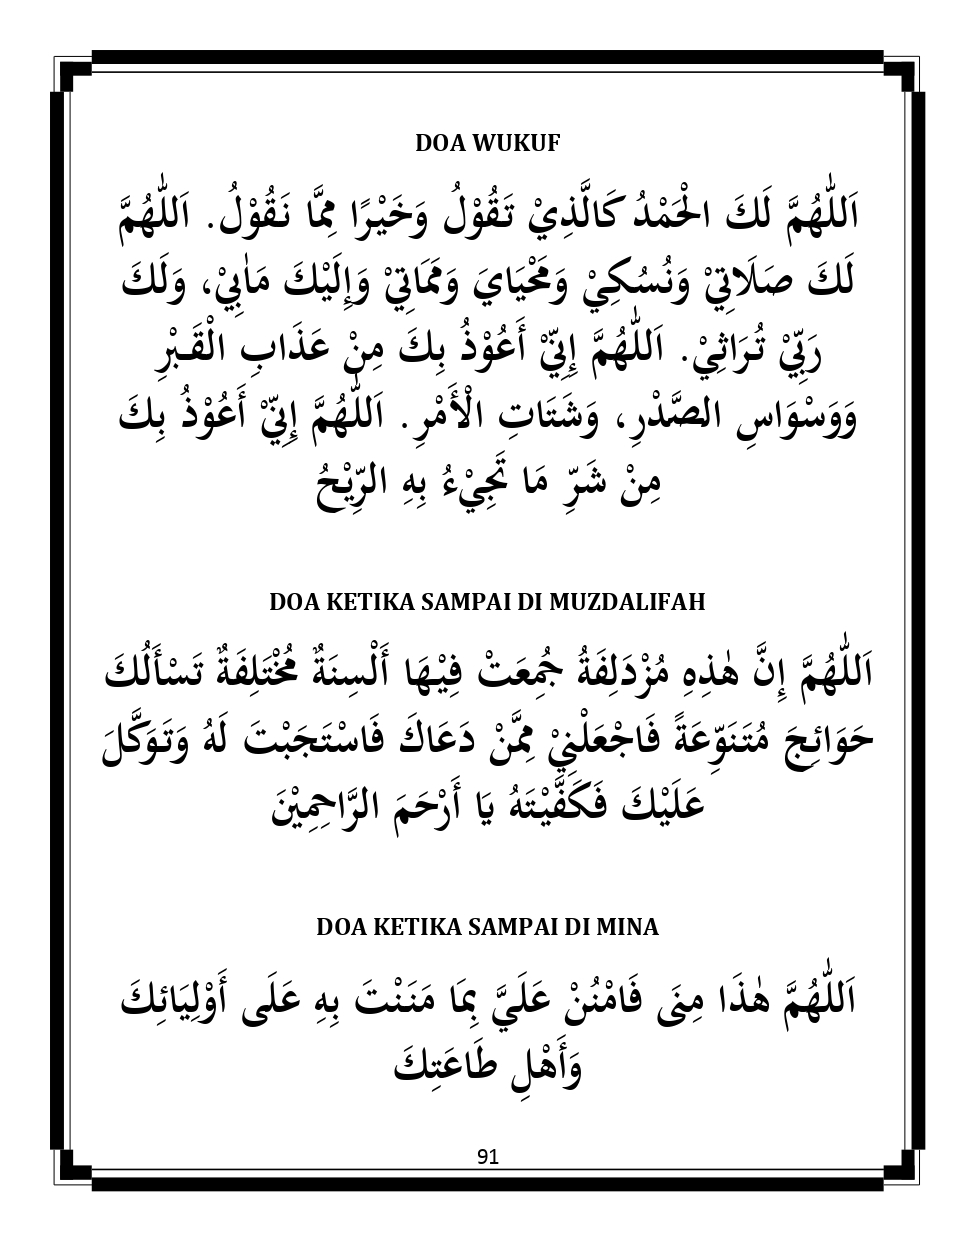 DOA WUKUF
اَللّٰهُمَّ لَكَ الْحَمْدُ كَالَّذِيْ تَقُوْلُ وَخَيْرًا مِمَّا نَقُوْلُ. اَللّٰهُمَّ
لَكَ صَلَاتِيْ وَنُسُكِيْ وَمَحْيَايَ وَمَمَاتِيْ وَإِلَيْكَ مَاٰبِيْ، وَلَكَ
رَبِّيْ تُرَاثِيْ. اَللّٰهُمَّ إِنِّيْ أَعُوْذُ بِكَ مِنْ عَذَابِ الْقَبْرِ
وَوَسْوَاسِ الصَّدْرِ، وَشَتَاتِ الْأَمْرِ. اَللّٰهُمَّ إِنِّيْ أَعُوْذُ بِكَ
مِنْ شَرِّ مَا تَجِيْءُ بِهِ الرِّيْحُ
DOA KETIKA SAMPAI DI MUZDALIFAH
اَللّٰهُمَّ إِنَّ هٰذِهِ مُزْدَلِفَةُ جُمِعَتْ فِيْهَا أَلْسِنَةٌ مُخْتَلِفَةٌ تَسْأَلُكَ
حَوَائِجَ مُتَنَوِّعَةً فَاجْعَلْنِيْ مِمَّنْ دَعَاكَ فَاسْتَجَبْتَ لَهُ وَتَوَكَّلَ
عَلَيْكَ فَكَفَّيْتَهُ يَا أَرْحَمَ الرَّاحِمِيْنَ
DOA KETIKA SAMPAI DI MINA
اَللّٰهُمَّ هٰذَا مِنَى فَامْنُنْ عَلَيَّ بِمَا مَنَنْتَ بِهِ عَلَى أَوْلِيَائِكَ
وَأَهْلِ طَاعَتِكَ
91